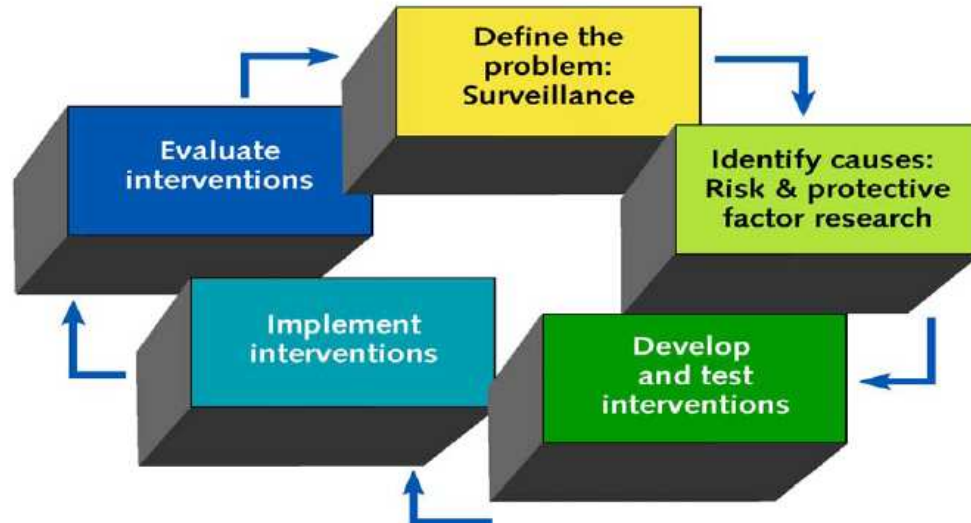 Define the
problem:
Surveillance
Identify causes:
Risk & protective
factor research
Develop
and test
interventions
Implement
interventions
Evaluate
interventions